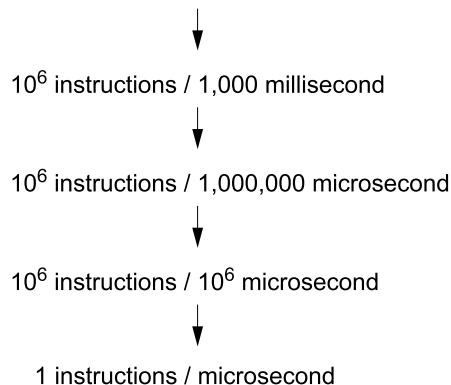 10⁶ instructions / 1,000 millisecond
10⁶ instructions / 1,000,000 microsecond
10⁶ instructions / 10⁶ microsecond
1 instructions / microsecond